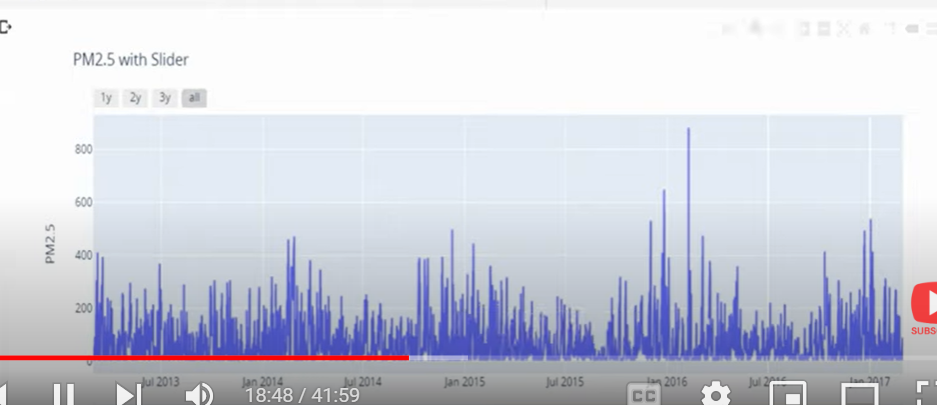 PM2.5 with Slider
1y 2y 3y all
800
600
PM2.5
400
200
0
Jul 2013 Jan 2014 Jul 2014 Jan 2015 Jul 2015 Jan 2016 Jul 2016 Jan 2017
18:48 / 41:59
CC